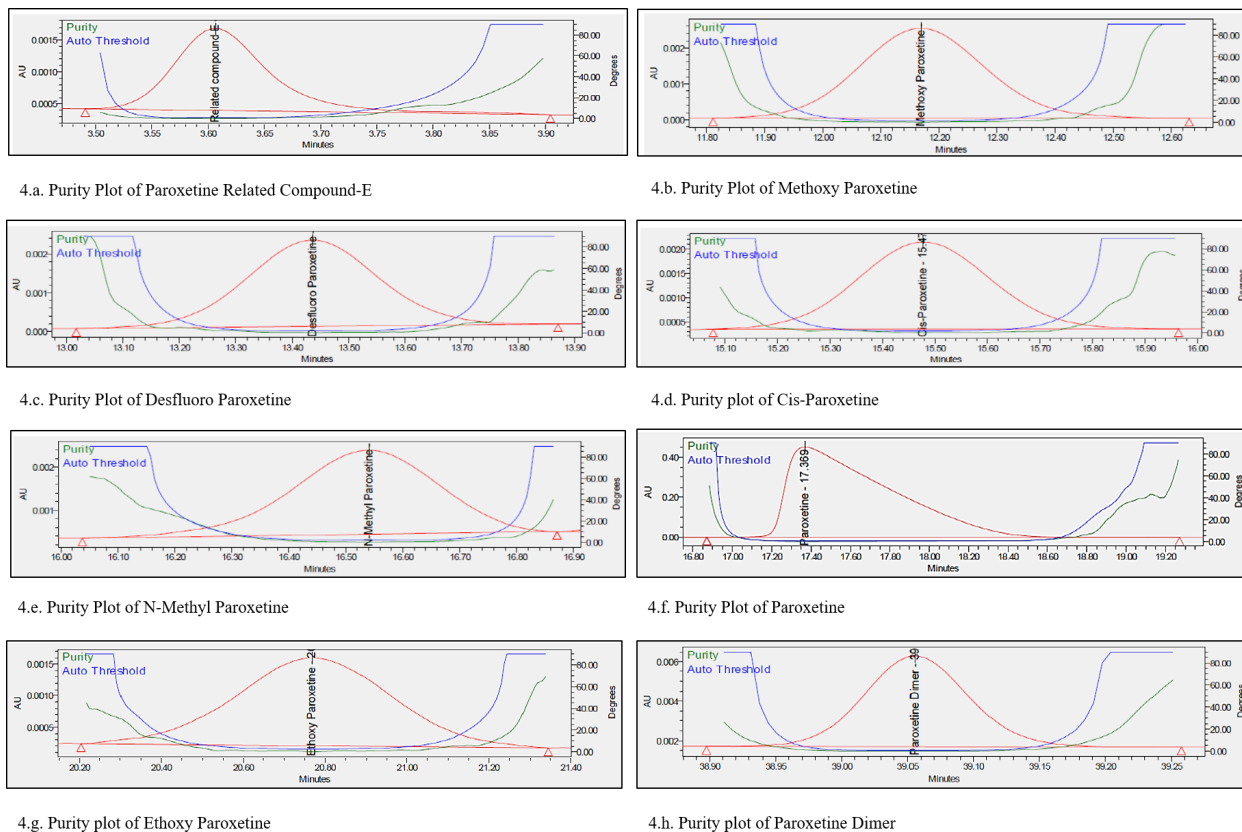 Purity
Auto Threshold
AU
0.0015
0.0010
0.0005
80.00
60.00
40.00
20.00
0.00
Degrees
3.50 3.55 3.60 3.65 3.70 3.75 3.80 3.85 3.90
Minutes
4.a. Purity Plot of Paroxetine Related Compound-E
Purity
Auto Threshold
Methoxy Paroxetine
AU
0.002
0.001
0.000
80.00
60.00
40.00
20.00
0.00
Degrees
11.80 11.90 12.00 12.10 12.20 12.30 12.40 12.50 12.60
Minutes
4.b. Purity Plot of Methoxy Paroxetine
Purity
Auto Threshold
Desfluoro Paroxetine
AU
0.002
0.001
0.000
80.00
60.00
40.00
20.00
0.00
Degrees
13.00 13.10 13.20 13.30 13.40 13.50 13.60 13.70 13.80 13.90
Minutes
4.c. Purity Plot of Desfluoro Paroxetine
Purity
Auto Threshold
Cis-Paroxetine - 15.4
AU
0.0020
0.0015
0.0010
0.0005
80.00
60.00
40.00
20.00
0.00
Degrees
15.10 15.20 15.30 15.40 15.50 15.60 15.70 15.80 15.90 16.00
Minutes
4.d. Purity plot of Cis-Paroxetine
Purity
Auto Threshold
N-Methyl Paroxetine
AU
0.002
0.001
80.00
60.00
40.00
20.00
0.00
Degrees
16.00 16.10 16.20 16.30 16.40 16.50 16.60 16.70 16.80 16.90
Minutes
4.e. Purity Plot of N-Methyl Paroxetine
Purity
Auto Threshold
Paroxetine - 17.369
AU
0.40
0.20
0.00
80.00
60.00
40.00
20.00
0.00
Degrees
16.80 17.00 17.20 17.40 17.60 17.80 18.00 18.20 18.40 18.60 18.80 19.00 19.20
Minutes
4.f. Purity Plot of Paroxetine
Purity
Auto Threshold
Ethoxy Paroxetine
AU
0.0015
0.0010
0.0005
80.00
60.00
40.00
20.00
0.00
Degrees
20.20 20.40 20.60 20.80 21.00 21.20 21.40
Minutes
4.g. Purity plot of Ethoxy Paroxetine
Purity
Auto Threshold
Paroxetine Dimer
AU
0.006
0.004
0.002
80.00
60.00
40.00
20.00
0.00
Degrees
38.90 38.95 39.00 39.05 39.10 39.15 39.20 39.25
Minutes
4.h. Purity plot of Paroxetine Dimer